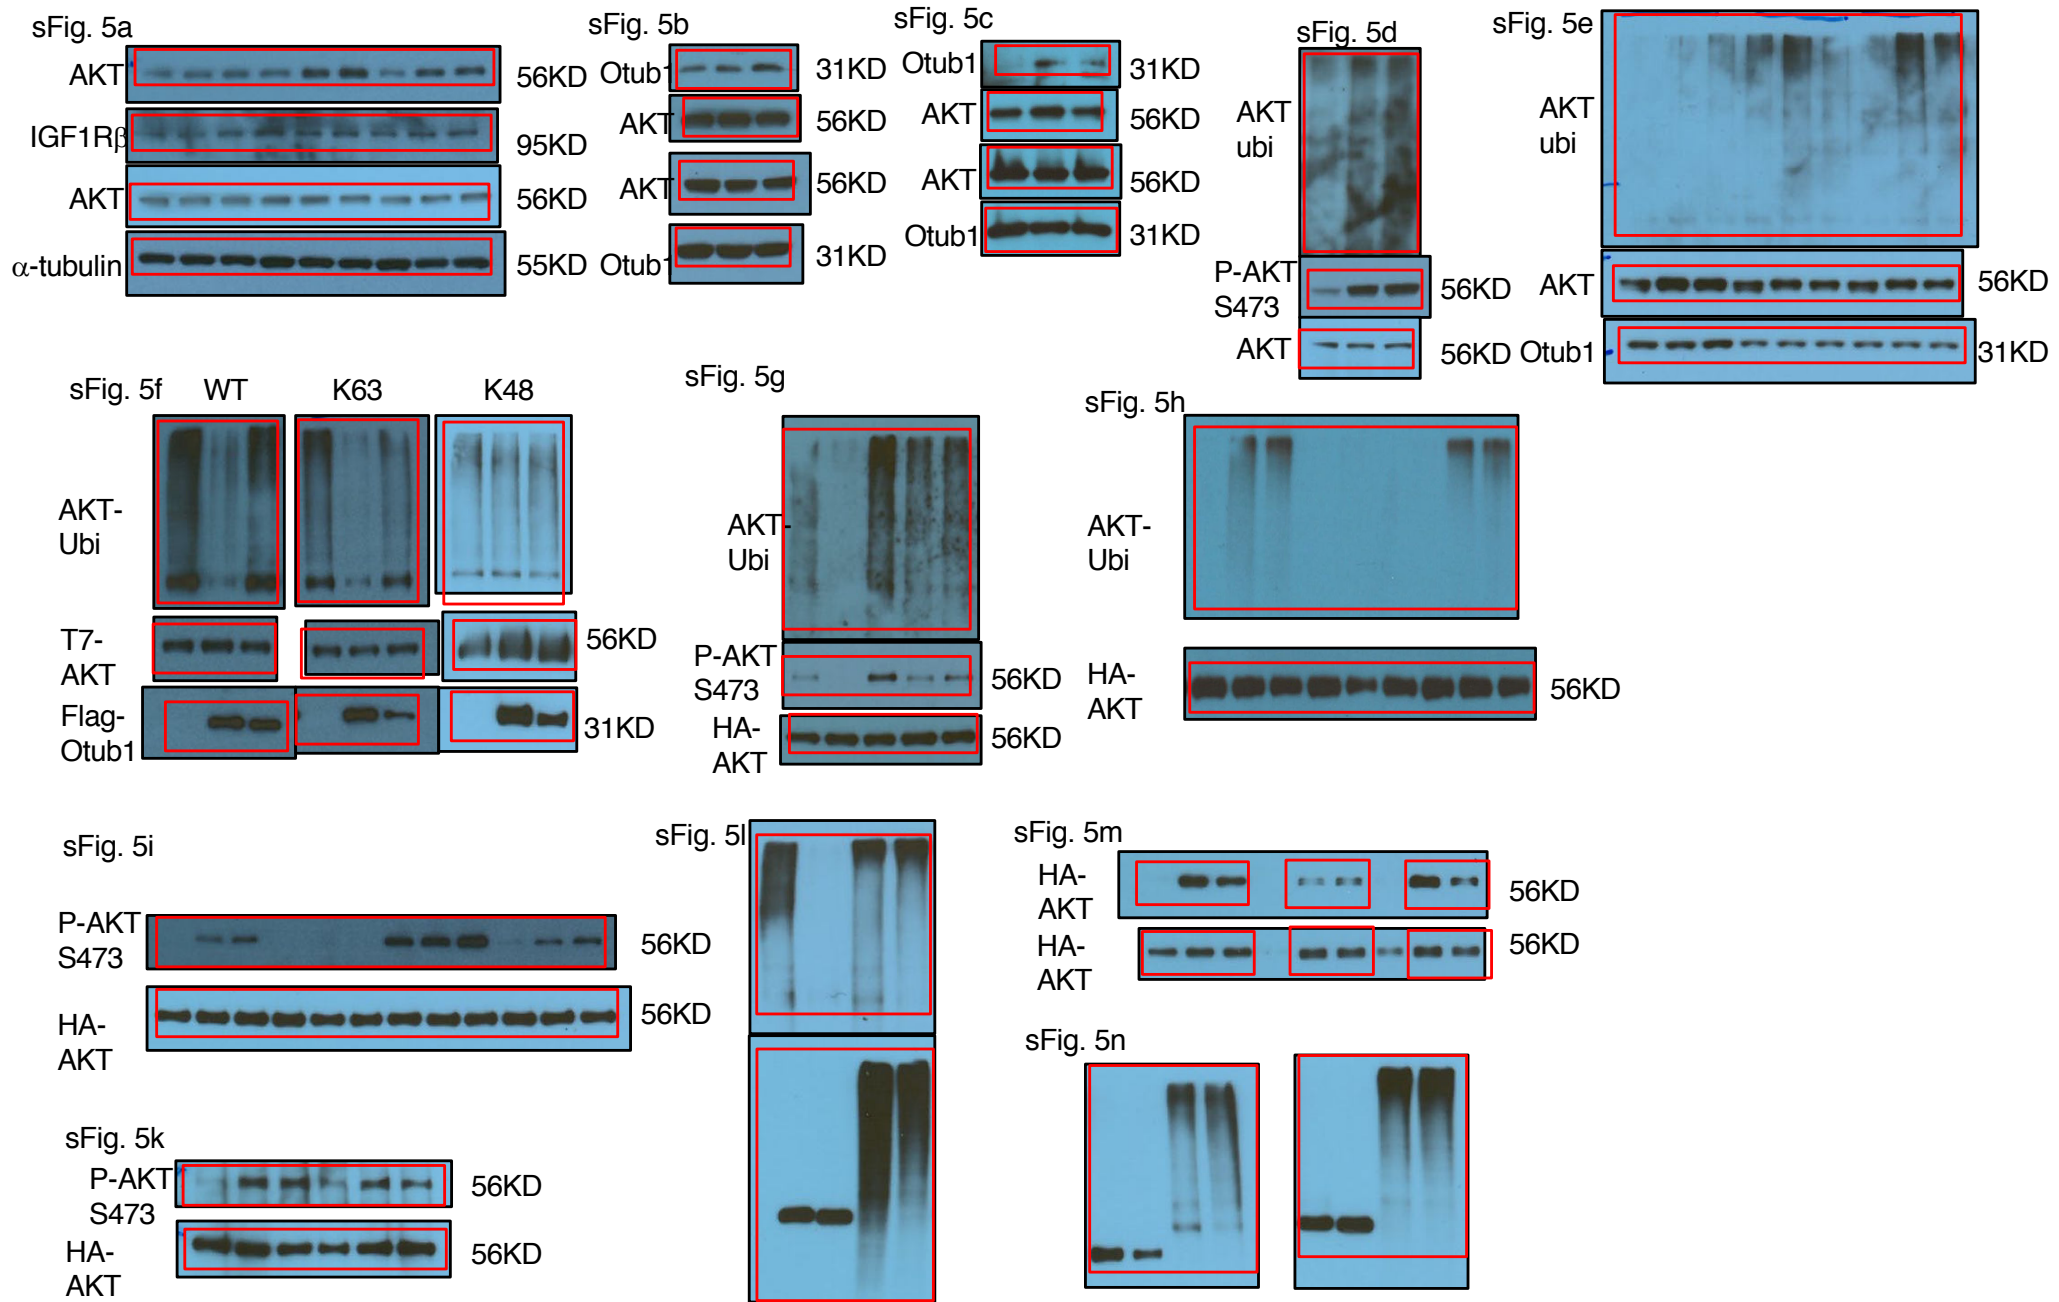 sFig. 5a
AKT
56KD
IGF1Rβ
95KD
AKT
56KD
α-tubulin
55KD
sFig. 5b
Otub1
31KD
AKT
56KD
AKT
56KD
Otub1
31KD
sFig. 5c
Otub1
31KD
AKT
56KD
AKT
56KD
Otub1
31KD
sFig. 5d
AKT
ubi
P-AKT
S473
56KD
AKT
56KD
sFig. 5e
AKT
ubi
AKT
56KD
Otub1
31KD
sFig. 5f
WT
K63
K48
AKT-
Ubi
T7-
AKT
56KD
Flag-
Otub1
31KD
sFig. 5g
AKT-
Ubi
P-AKT
S473
56KD
HA-
AKT
56KD
sFig. 5h
AKT-
Ubi
HA-
AKT
56KD
sFig. 5i
P-AKT
S473
56KD
HA-
AKT
56KD
sFig. 5l
sFig. 5m
HA-
AKT
56KD
HA-
AKT
56KD
sFig. 5n
sFig. 5k
P-AKT
S473
56KD
HA-
AKT
56KD